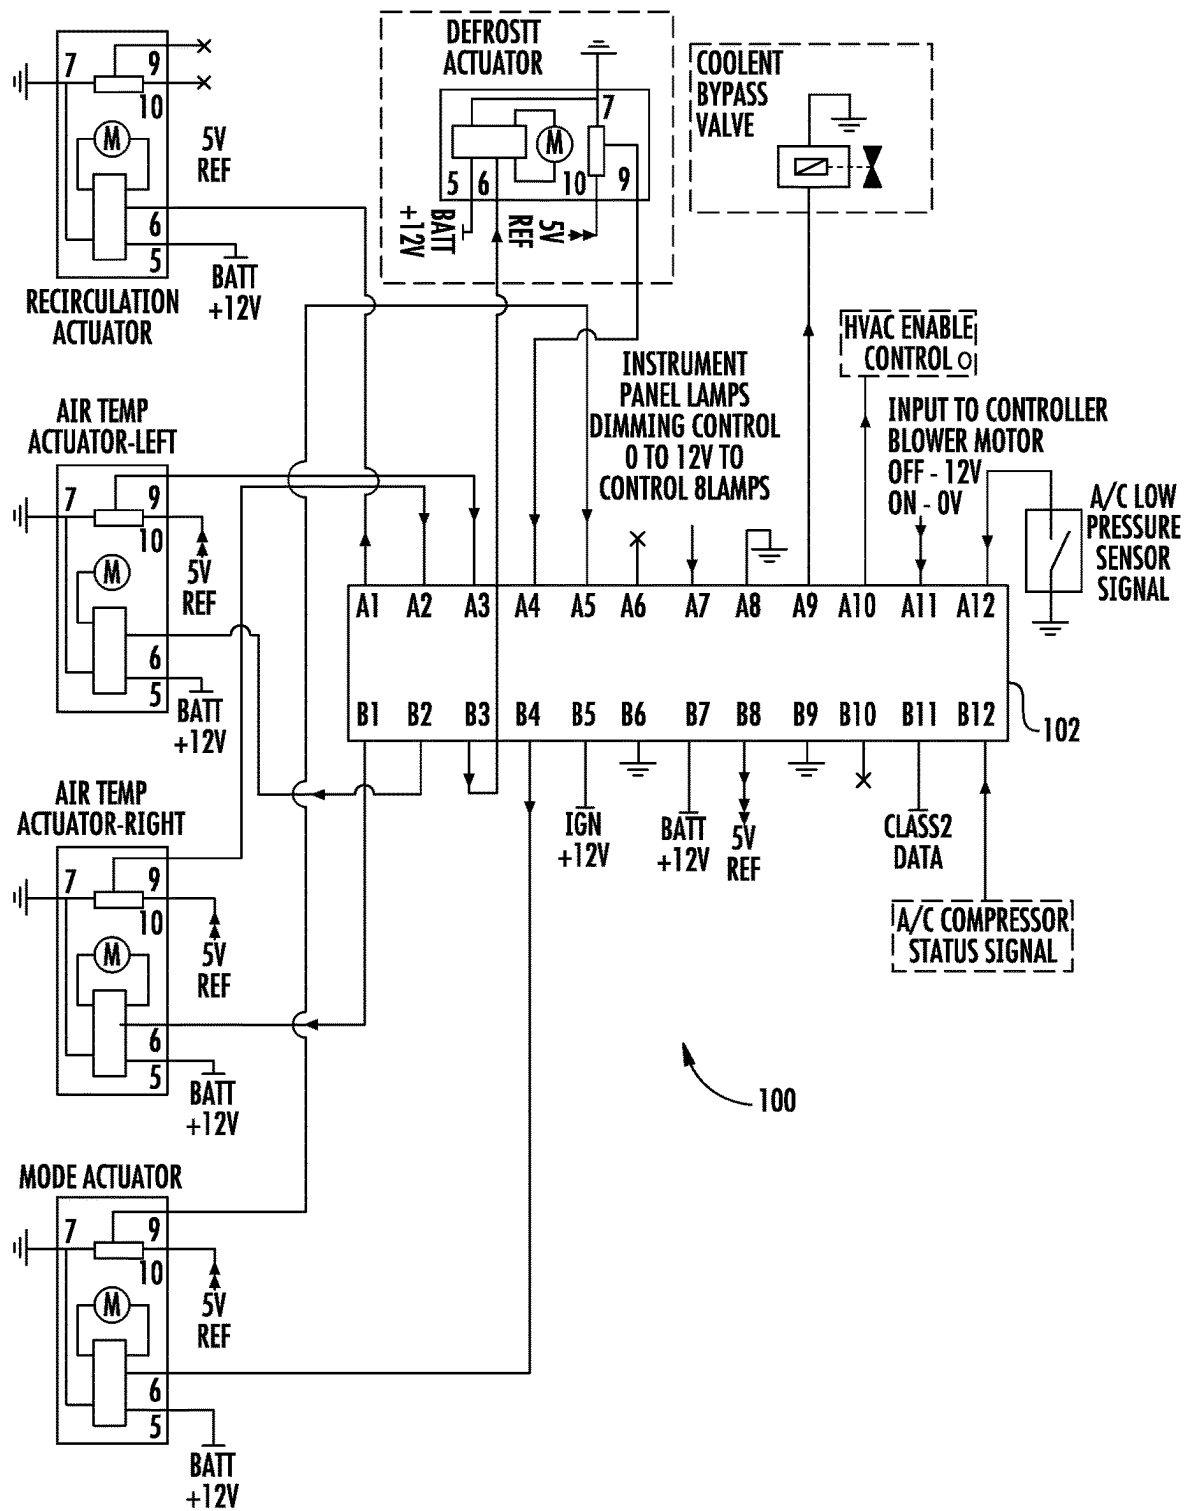 7
9
10
M
5V
REF
6
5
BATT
+12V
RECIRCULATION
ACTUATOR
DEFROSTT
ACTUATOR
7
M
5
6
10
9
BATT
+12V
REF
5V
COOLENT
BYPASS
VALVE
HVAC ENABLE
CONTROL O
INSTRUMENT
PANEL LAMPS
DIMMING CONTROL
0 TO 12V TO
CONTROL 8LAMPS
INPUT TO CONTROLLER
BLOWER MOTOR
OFF - 12V
ON - 0V
A/C LOW
PRESSURE
SENSOR
SIGNAL
AIR TEMP
ACTUATOR-LEFT
7
9
10
M
5V
REF
6
5
BATT
+12V
A1 A2 A3 A4 A5 A6 A7 A8 A9 A10 A11 A12
B1 B2 B3 B4 B5 B6 B7 B8 B9 B10 B11 B12
102
IGN
+12V
BATT
+12V
5V
REF
CLASS2
DATA
A/C COMPRESSOR
STATUS SIGNAL
AIR TEMP
ACTUATOR-RIGHT
7
9
10
M
5V
REF
6
5
BATT
+12V
100
MODE ACTUATOR
7
9
10
M
5V
REF
6
5
BATT
+12V